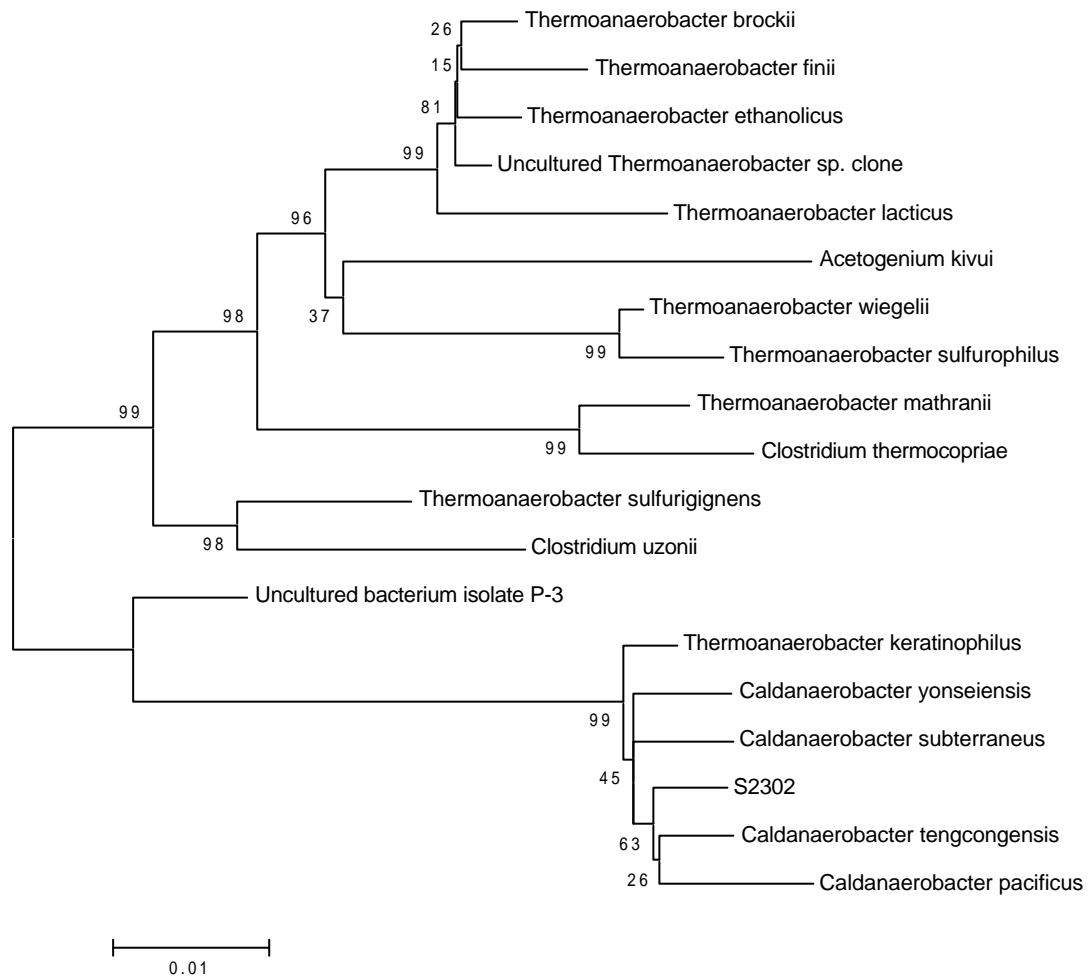 Thermoanaerobacter brockii
26
Thermoanaerobacter finii
15
Thermoanaerobacter ethanolicus
81
Uncultured Thermoanaerobacter sp. clone
99
Thermoanaerobacter lacticus
96
Acetogenium kivui
Thermoanaerobacter wiegelii
98
37
99
Thermoanaerobacter sulfurophilus
Thermoanaerobacter mathranii
99
99
Clostridium thermocopriae
Thermoanaerobacter sulfurigignens
98
Clostridium uzonii
Uncultured bacterium isolate P-3
Thermoanaerobacter keratinophilus
Caldanaerobacter yonseiensis
99
Caldanaerobacter subterraneus
45
S2302
Caldanaerobacter tengcongensis
63
26
Caldanaerobacter pacificus
0.01